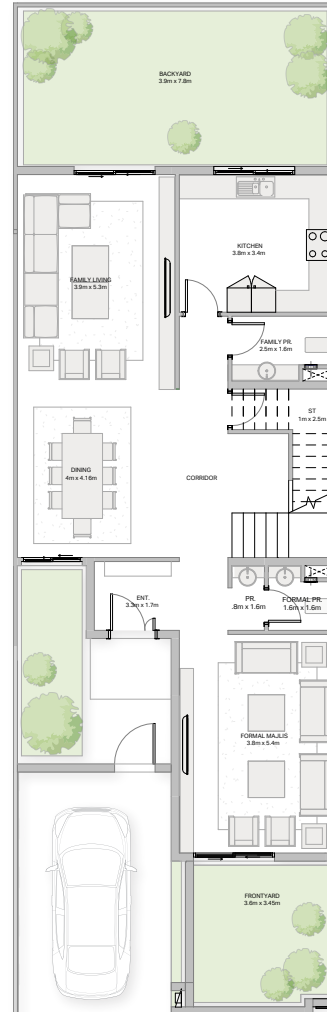 BACKYARD
3.9m x 7.8m
KITCHEN
3.8m x 3.4m
FAMILY LIVING
3.9m x 5.3m
FAMILY PR.
2.5m x 1.6m
ST
1m x 2.5m
DINING
4m x 4.16m
CORRIDOR
ENT.
3.3m x 1.7m
PR.
.8m x 1.6m
FORMAL PR.
1.6m x 1.6m
FORMAL MAJLIS
3.8m x 5.4m
FRONTYARD
3.6m x 3.45m